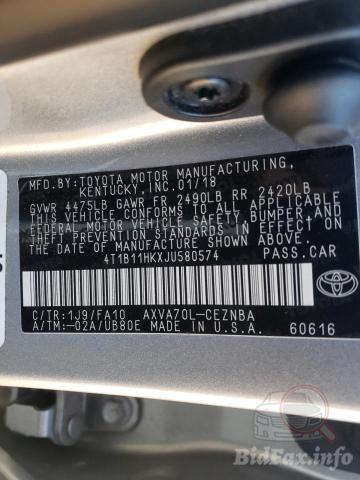 MFD.BY:TOYOTA MOTOR MANUFACTURING,
KENTUCKY,INC.01/18
GVWR 4475LB GAWR FR 2490LB RR 2420LB
THIS VEHICLE CONFORMS TO ALL APPLICABLE
FEDERAL MOTOR VEHICLE SAFETY,BUMPER,AND
THEFT PREVENTION STANDARDS IN EFFECT ON
THE DATE OF MANUFACTURE SHOWN ABOVE.
4T1B11HKXJU580574 PASS.CAR
C/TR:1J9/FA10 AXVA70L-CEZNBA
A/TM:-02A/UB80E MADE IN U.S.A.
60616
BidFax.info